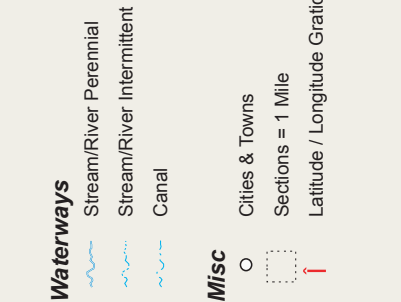 Waterways
Stream/River Perennial
Stream/River Intermittent
Canal
Misc
Cities & Towns
Sections = 1 Mile
Latitude / Longitude